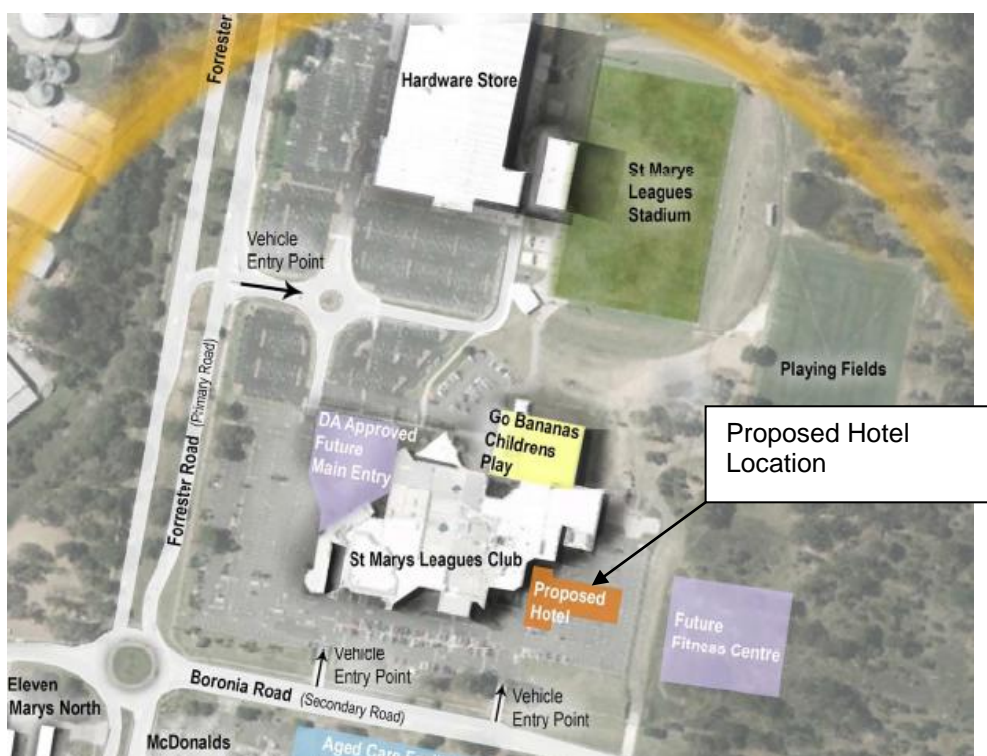 Forrester
Hardware Store
St Marys
Leagues
Stadium
Vehicle
Entry Point
Playing Fields
Forrester Road (Primary Road)
DA Approved
Future
Main Entry
Go Bananas
Childrens
Play
Proposed Hotel
Location
St Marys Leagues Club
Proposed
Hotel
Future
Fitness Centre
Vehicle
Entry Point
Vehicle
Entry Point
Boronia Road (Secondary Road)
Eleven
Marys North
McDonalds
Aged Care